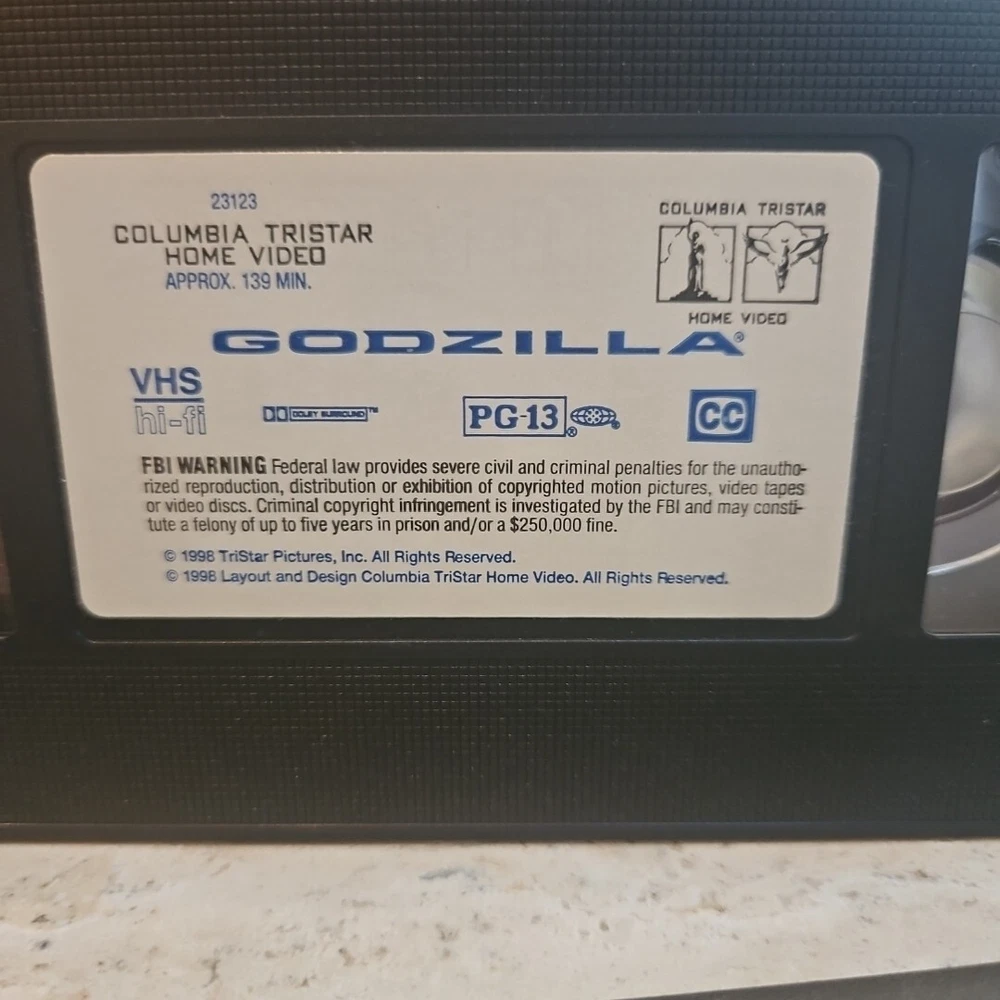 23123
COLUMBIA TRISTAR
HOME VIDEO
APPROX. 139 MIN.
COLUMBIA TRISTAR
HOME VIDEO
GODZILLA®
VHS
hi-fi
DOLBY SURROUND™
PG-13®
®
CC
FBI WARNING Federal law provides severe civil and criminal penalties for the unautho-
rized reproduction, distribution or exhibition of copyrighted motion pictures, video tapes
or video discs. Criminal copyright infringement is investigated by the FBI and may consti-
tute a felony of up to five years in prison and/or a $250,000 fine.
© 1998 TriStar Pictures, Inc. All Rights Reserved.
© 1998 Layout and Design Columbia TriStar Home Video. All Rights Reserved.